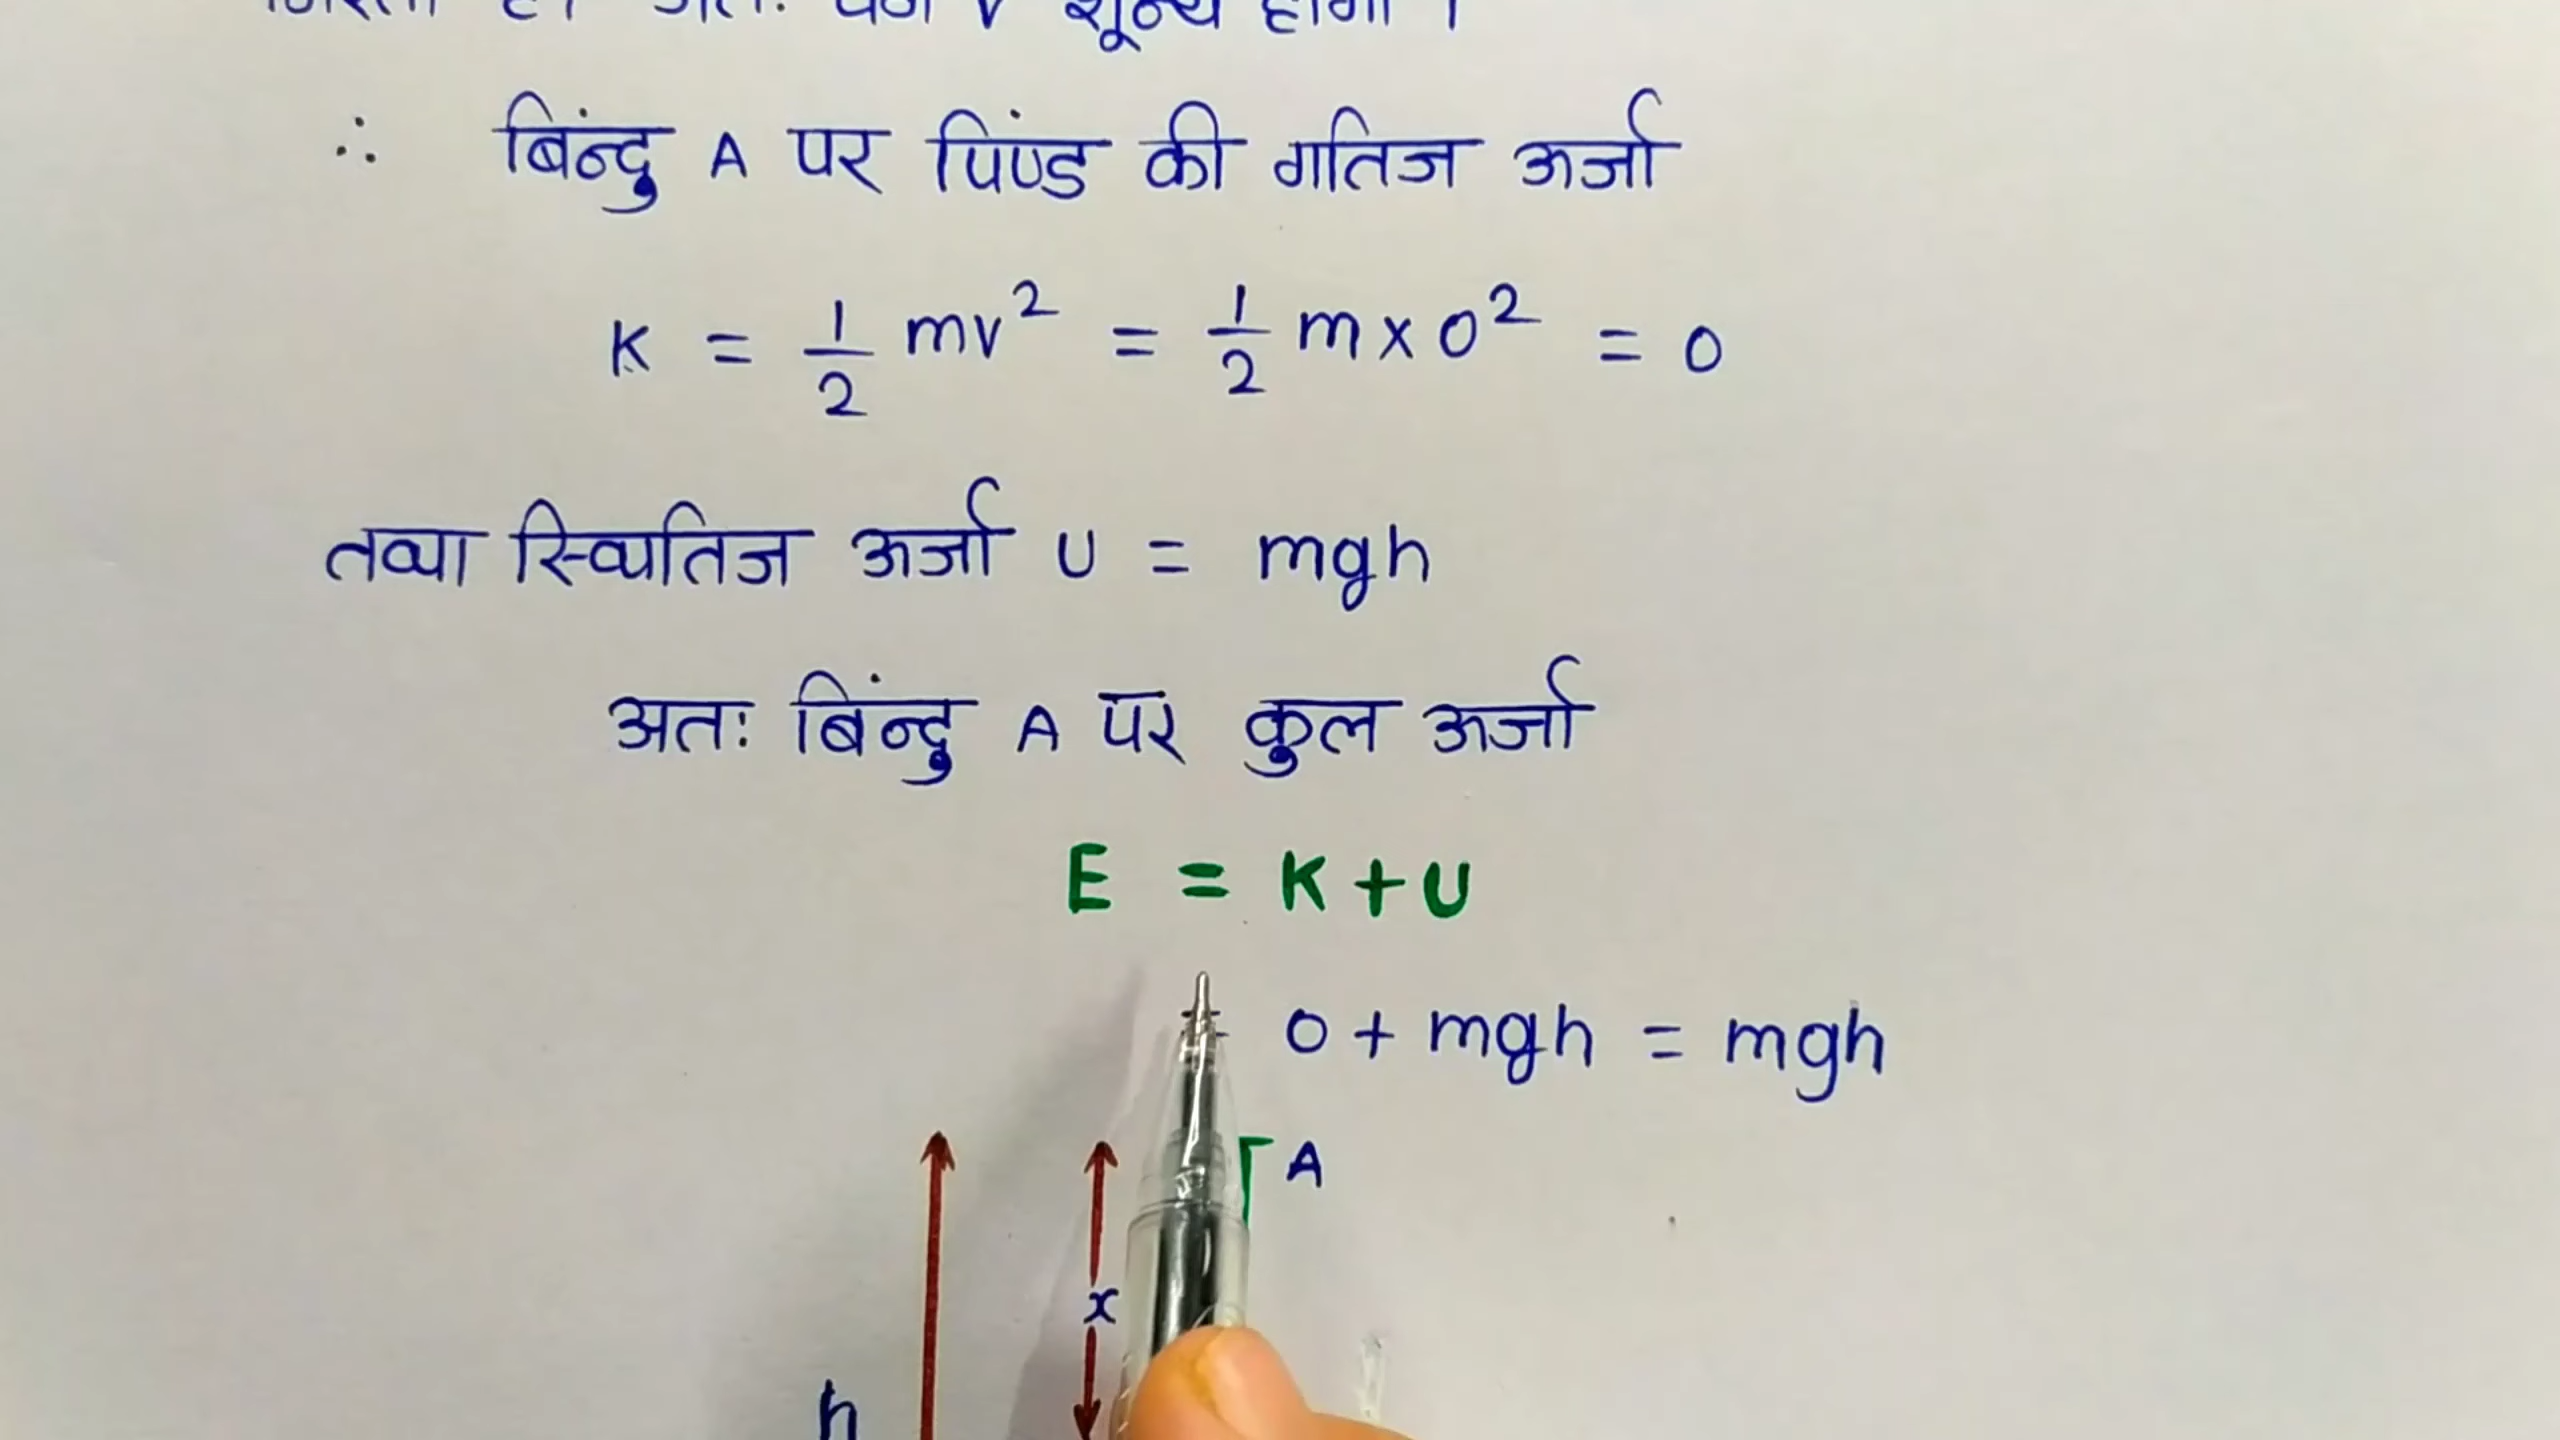 v शून्य होगा ।
∴ बिंन्दु A पर पिंण्ड की गतिज ऊर्जा
K = 1/2 mv² = 1/2 m x 0² = 0
तथा स्थितिज ऊर्जा U = mgh
अतः बिंन्दु A पर कुल ऊर्जा
E = K + U
= 0 + mgh = mgh
A
x
h